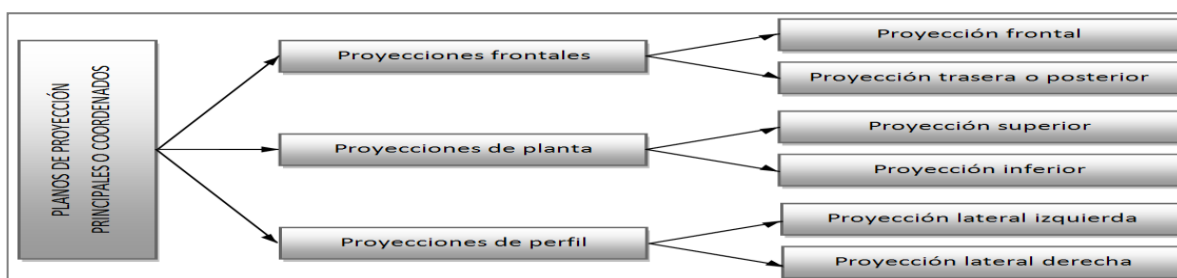 PLANOS DE PROYECCIÓN
PRINCIPALES O COORDENADOS
Proyecciones frontales
Proyección frontal
Proyección trasera o posterior
Proyecciones de planta
Proyección superior
Proyección inferior
Proyecciones de perfil
Proyección lateral izquierda
Proyección lateral derecha